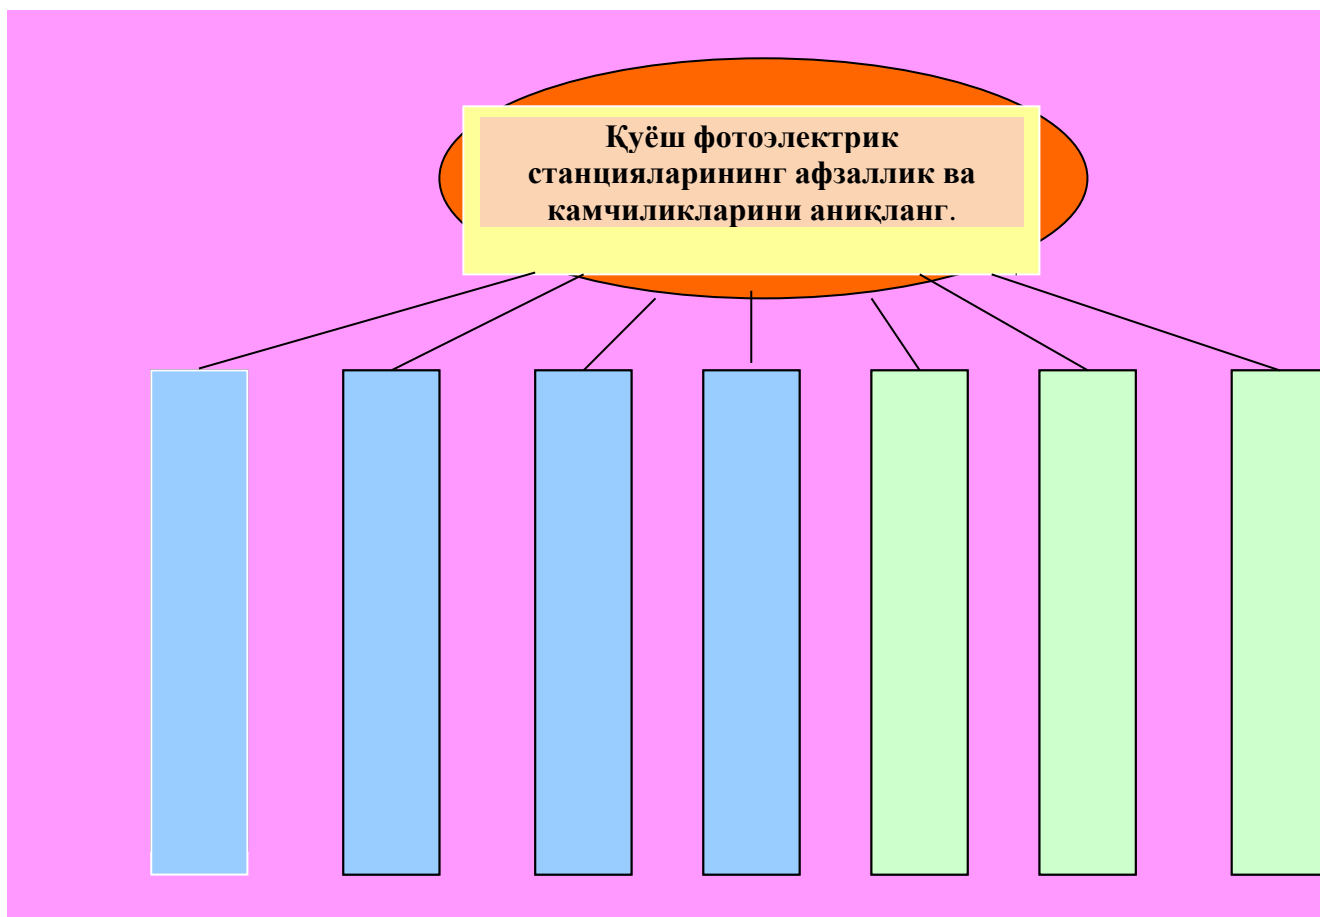 Қуёш фотоэлектрик
станцияларининг афзаллик ва
камчиликларини аниқланг.